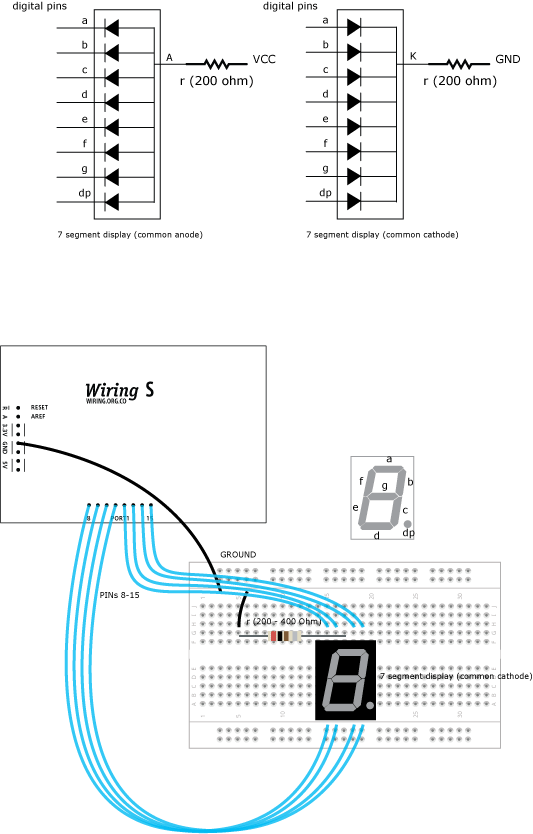 digital pins
a
b
c
d
e
f
g
dp
A
VCC
r (200 ohm)
7 segment display (common anode)
digital pins
a
b
c
d
e
f
g
dp
K
GND
r (200 ohm)
7 segment display (common cathode)
Wiring S
WIRING.ORG.CO
RESET
AREF
3.3V
GND
5V
8
PORT1
15
PINs 8-15
a
b
c
d
e
f
g
dp
GROUND
r (200 - 400 Ohm)
7 segment display (common cathode)